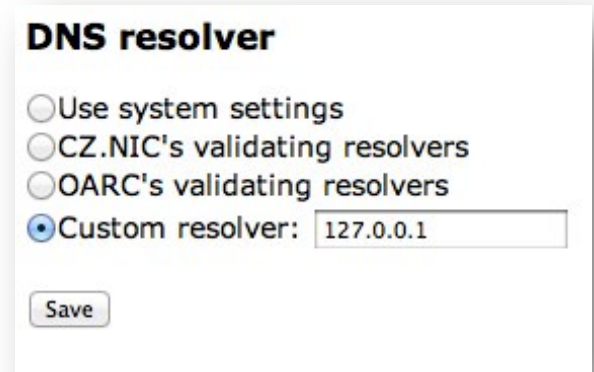 DNS resolver
Use system settings
CZ.NIC's validating resolvers
OARC's validating resolvers
Custom resolver: 127.0.0.1
Save